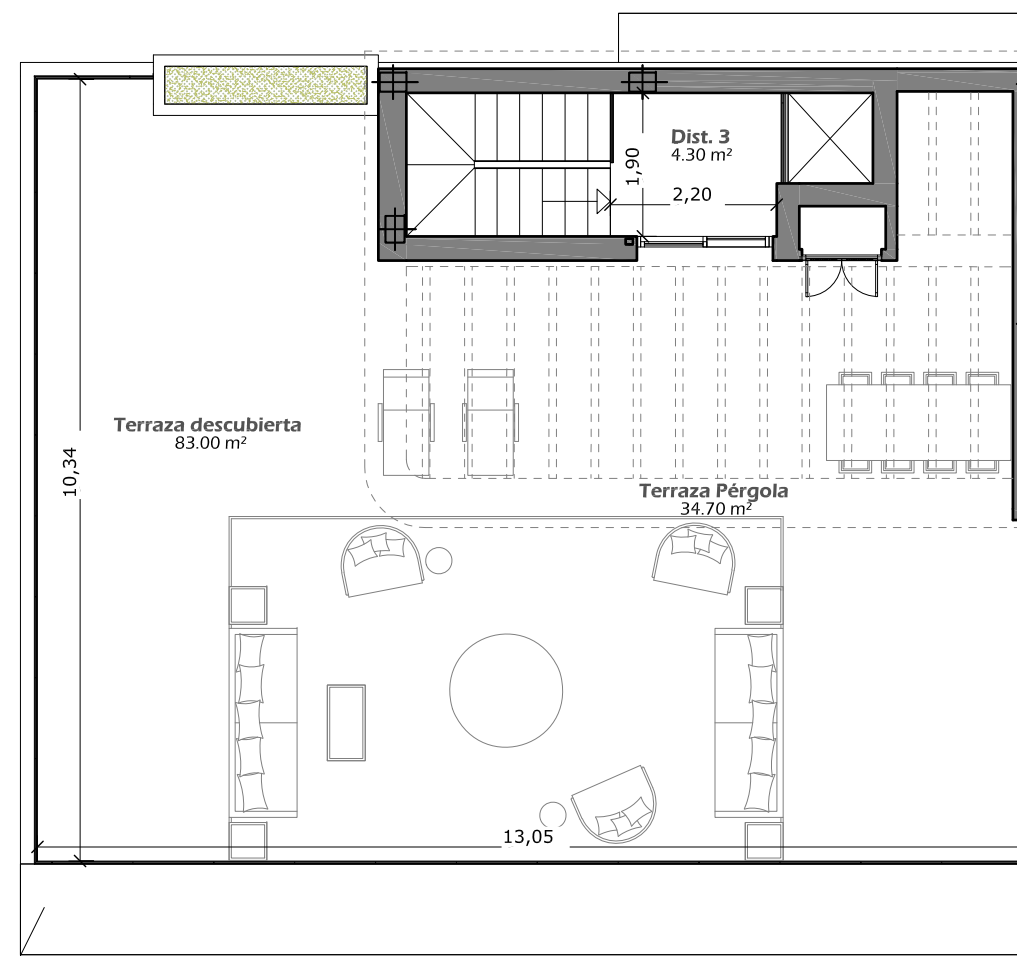 Dist. 3
4.30 m²
1,90
2,20
Terraza descubierta
83.00 m²
10,34
Terraza Pérgola
34.70 m²
13,05